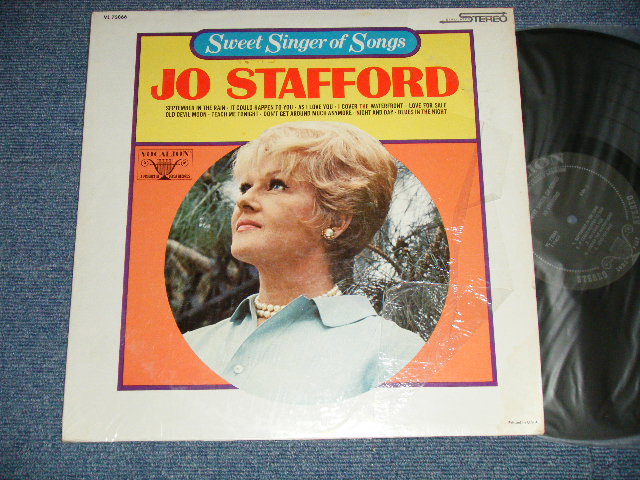 VL 73866
STEREO
Sweet Singer of Songs
JO STAFFORD
SEPTEMBER IN THE RAIN · IT COULD HAPPEN TO YOU · AS I LOVE YOU · I COVER THE WATERFRONT · LOVE FOR SALE
OLD DEVIL MOON · TEACH ME TONIGHT · DON'T GET AROUND MUCH ANYMORE · NIGHT AND DAY · BLUES IN THE NIGHT
VOCALION
STEREO